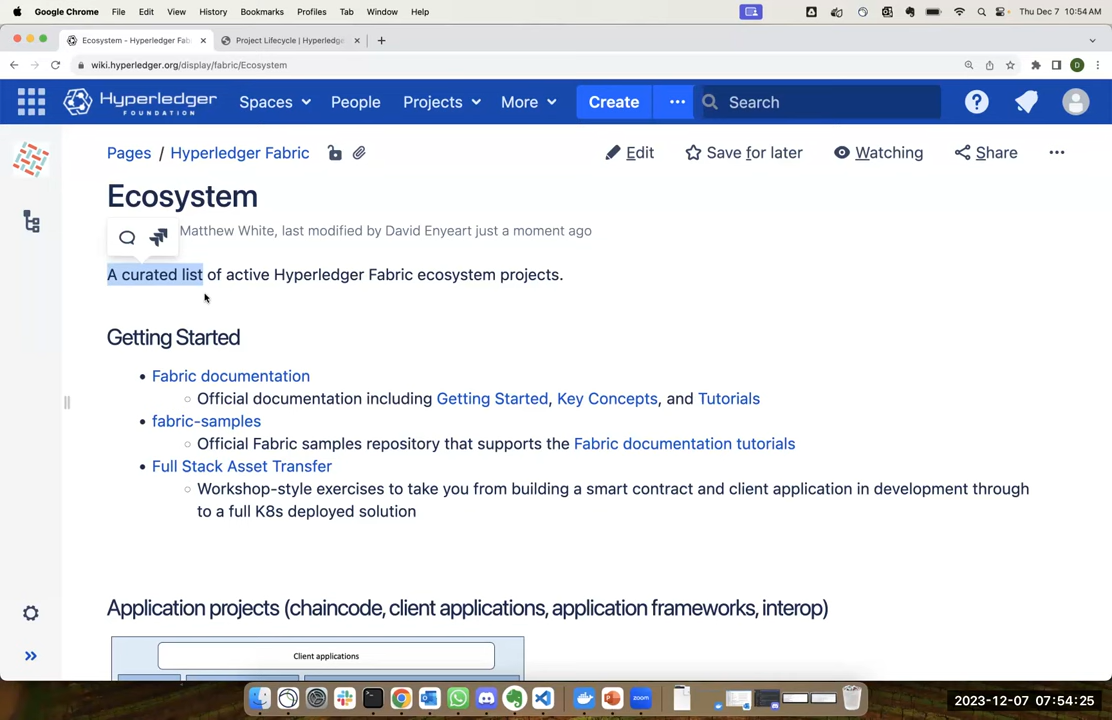 Google Chrome File Edit View History Bookmarks Profiles Tab Window Help Thu Dec 7 10:54 AM
Ecosystem - Hyperledger Fab Project Lifecycle | Hyperledge
wiki.hyperledger.org/display/fabric/Ecosystem D
HYPERLEDGER FOUNDATION Spaces People Projects More Create Search
Pages / Hyperledger Fabric Edit Save for later Watching Share
Ecosystem
Matthew White, last modified by David Enyeart just a moment ago
A curated list of active Hyperledger Fabric ecosystem projects.
Getting Started
• Fabric documentation
○ Official documentation including Getting Started, Key Concepts, and Tutorials
• fabric-samples
○ Official Fabric samples repository that supports the Fabric documentation tutorials
• Full Stack Asset Transfer
○ Workshop-style exercises to take you from building a smart contract and client application in development through
to a full K8s deployed solution
Application projects (chaincode, client applications, application frameworks, interop)
Client applications
zoom
2023-12-07 07:54:25